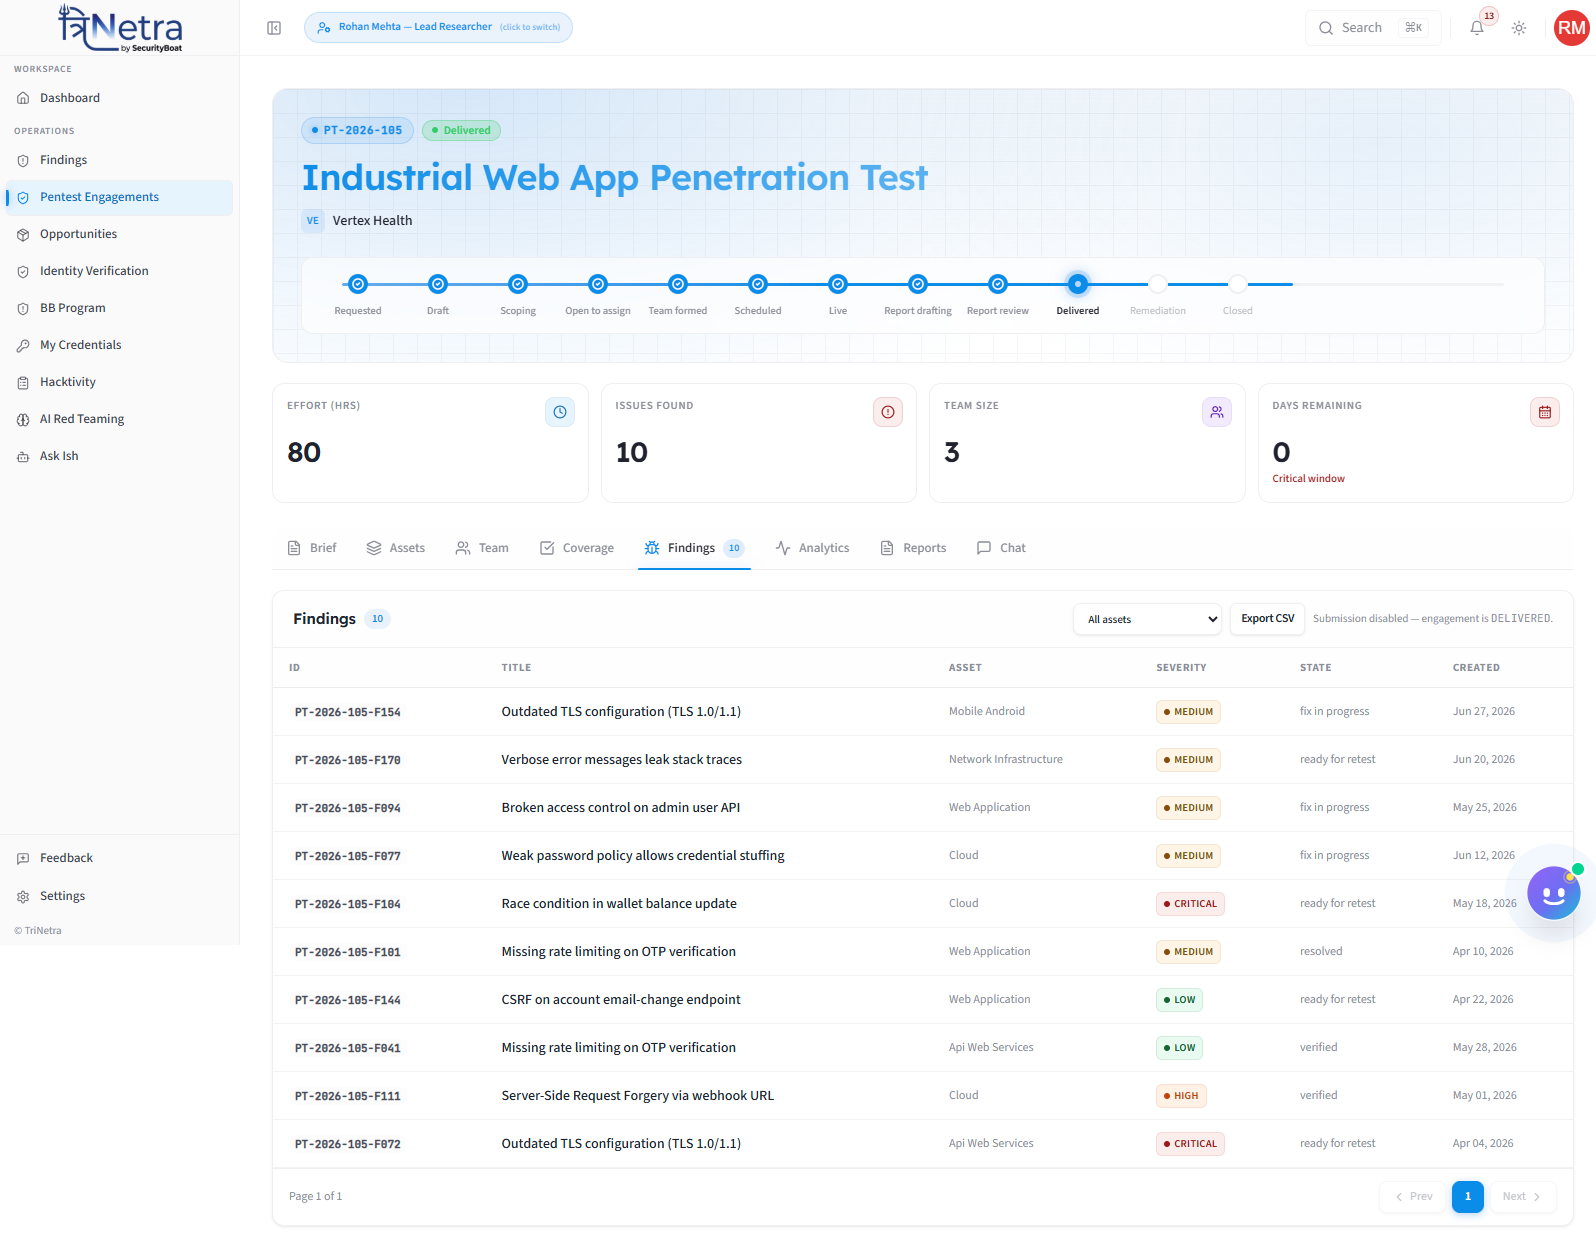 त्रिNetra
by SecurityBoat
WORKSPACE
Dashboard
OPERATIONS
Findings
Pentest Engagements
Opportunities
Identity Verification
BB Program
My Credentials
Hacktivity
AI Red Teaming
Ask Ish
Feedback
Settings
© TriNetra
Rohan Mehta — Lead Researcher (click to switch)
Search ⌘K
13
RM
PT-2026-105 Delivered
Industrial Web App Penetration Test
VE Vertex Health
Requested Draft Scoping Open to assign Team formed Scheduled Live Report drafting Report review Delivered Remediation Closed
EFFORT (HRS)
80
ISSUES FOUND
10
TEAM SIZE
3
DAYS REMAINING
0
Critical window
Brief Assets Team Coverage Findings 10 Analytics Reports Chat
Findings 10 All assets Export CSV Submission disabled — engagement is DELIVERED.
ID TITLE ASSET SEVERITY STATE CREATED
PT-2026-105-F154 Outdated TLS configuration (TLS 1.0/1.1) Mobile Android MEDIUM fix in progress Jun 27, 2026
PT-2026-105-F170 Verbose error messages leak stack traces Network Infrastructure MEDIUM ready for retest Jun 20, 2026
PT-2026-105-F094 Broken access control on admin user API Web Application MEDIUM fix in progress May 25, 2026
PT-2026-105-F077 Weak password policy allows credential stuffing Cloud MEDIUM fix in progress Jun 12, 2026
PT-2026-105-F104 Race condition in wallet balance update Cloud CRITICAL ready for retest May 18, 2026
PT-2026-105-F101 Missing rate limiting on OTP verification Web Application MEDIUM resolved Apr 10, 2026
PT-2026-105-F144 CSRF on account email-change endpoint Web Application LOW ready for retest Apr 22, 2026
PT-2026-105-F041 Missing rate limiting on OTP verification Api Web Services LOW verified May 28, 2026
PT-2026-105-F111 Server-Side Request Forgery via webhook URL Cloud HIGH verified May 01, 2026
PT-2026-105-F072 Outdated TLS configuration (TLS 1.0/1.1) Api Web Services CRITICAL ready for retest Apr 04, 2026
Page 1 of 1 Prev 1 Next